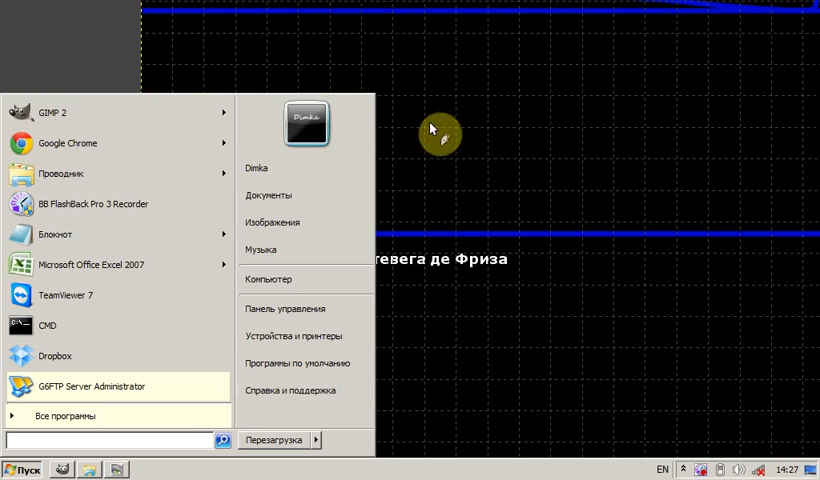 GIMP 2
Google Chrome
Проводник
BB FlashBack Pro 3 Recorder
Блокнот
Microsoft Office Excel 2007
TeamViewer 7
CMD
Dropbox
G6FTP Server Administrator
Все программы
Dimka
Dimka
Документы
Изображения
Музыка
Компьютер
Панель управления
Устройства и принтеры
Программы по умолчанию
Справка и поддержка
Перезагрузка
тевега де Фриза
Пуск
EN
14:27